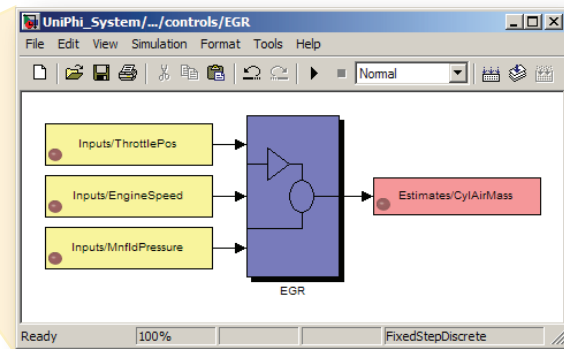 UniPhi_System/.../controls/EGR
File Edit View Simulation Format Tools Help
Normal
Inputs/ThrottlePos
Inputs/EngineSpeed
Estimates/CylAirMass
Inputs/MnfldPressure
EGR
Ready 100% FixedStepDiscrete